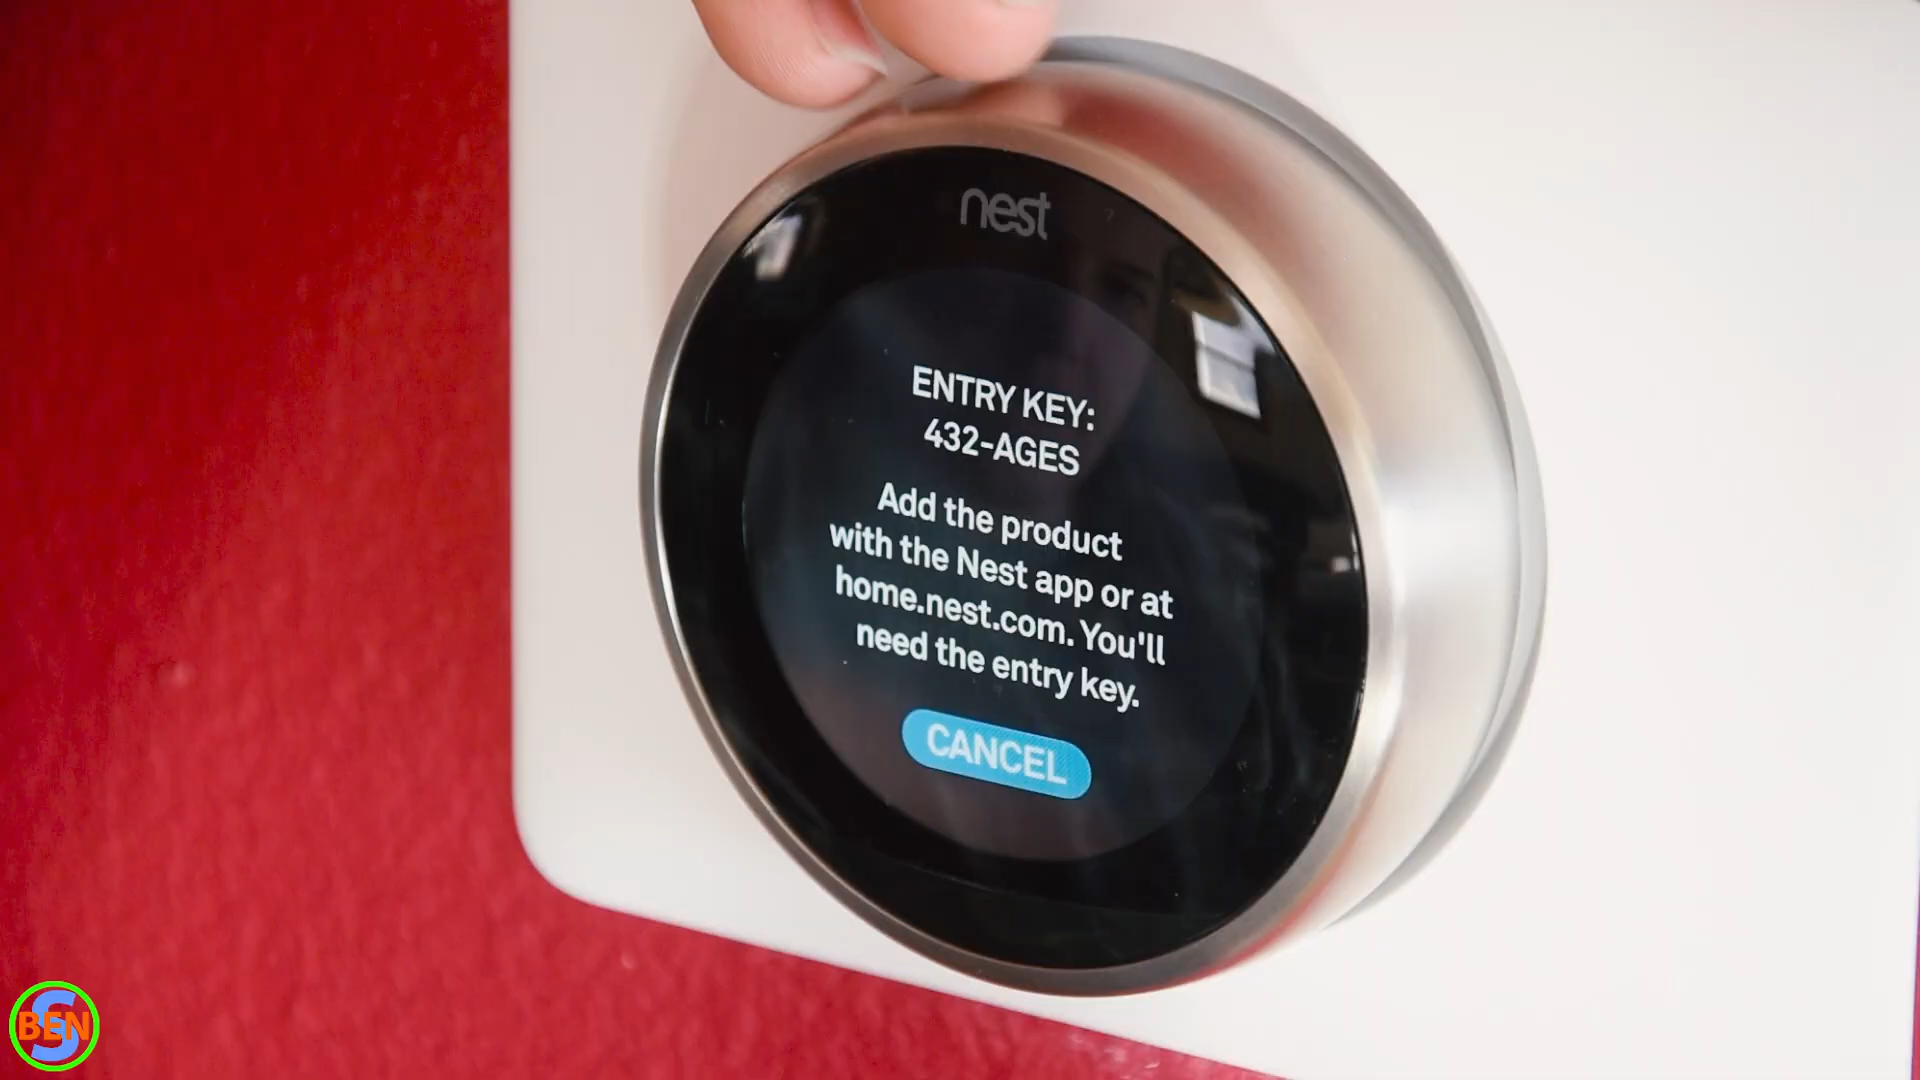 nest
ENTRY KEY:
432-AGES
Add the product
with the Nest app or at
home.nest.com. You'll
need the entry key.
CANCEL
S
BEN